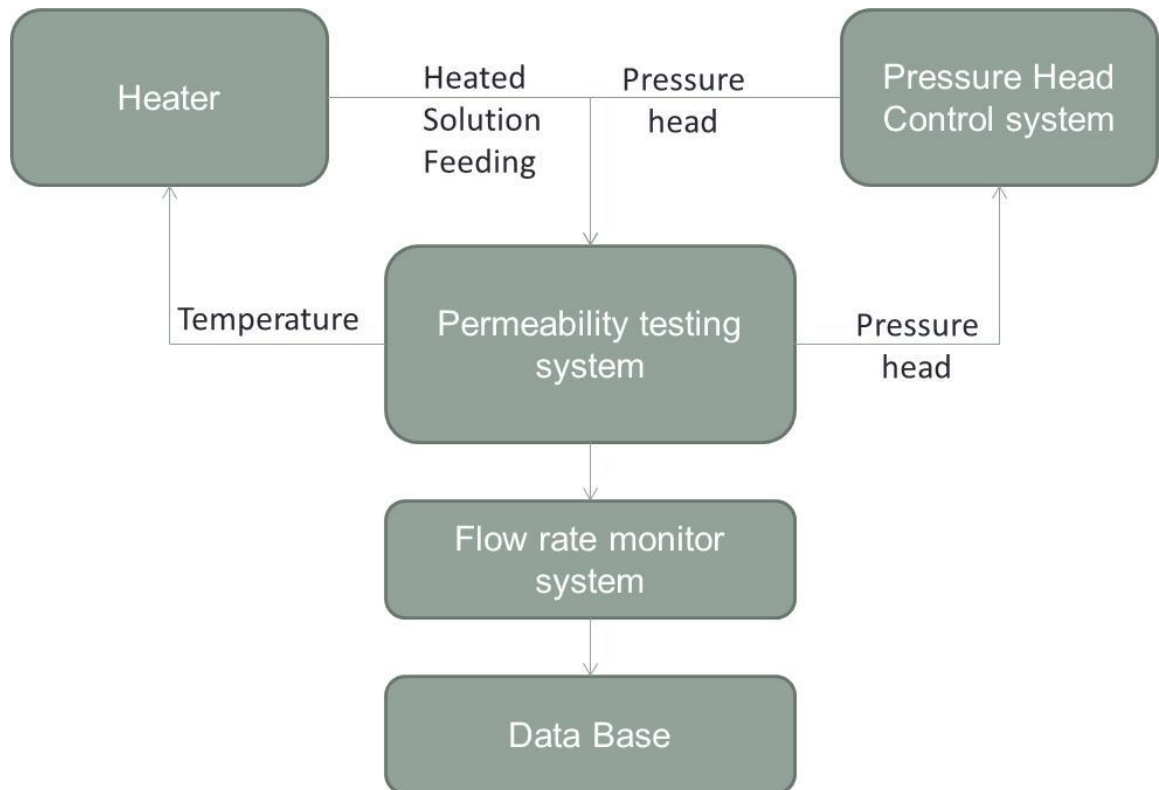 Heater
Heated
Solution
Feeding
Pressure
head
Pressure Head
Control system
Temperature
Permeability testing
system
Pressure
head
Flow rate monitor
system
Data Base